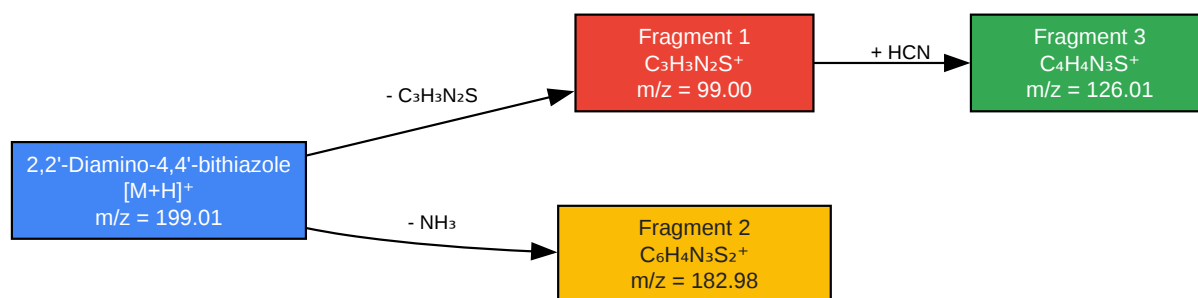 Fragment 1
C₃H₃N₂S⁺
m/z = 99.00
+ HCN
Fragment 3
C₄H₄N₃S⁺
m/z = 126.01
- C₃H₃N₂S
2,2'-Diamino-4,4'-bithiazole
[M+H]⁺
m/z = 199.01
- NH₃
Fragment 2
C₆H₄N₃S₂⁺
m/z = 182.98